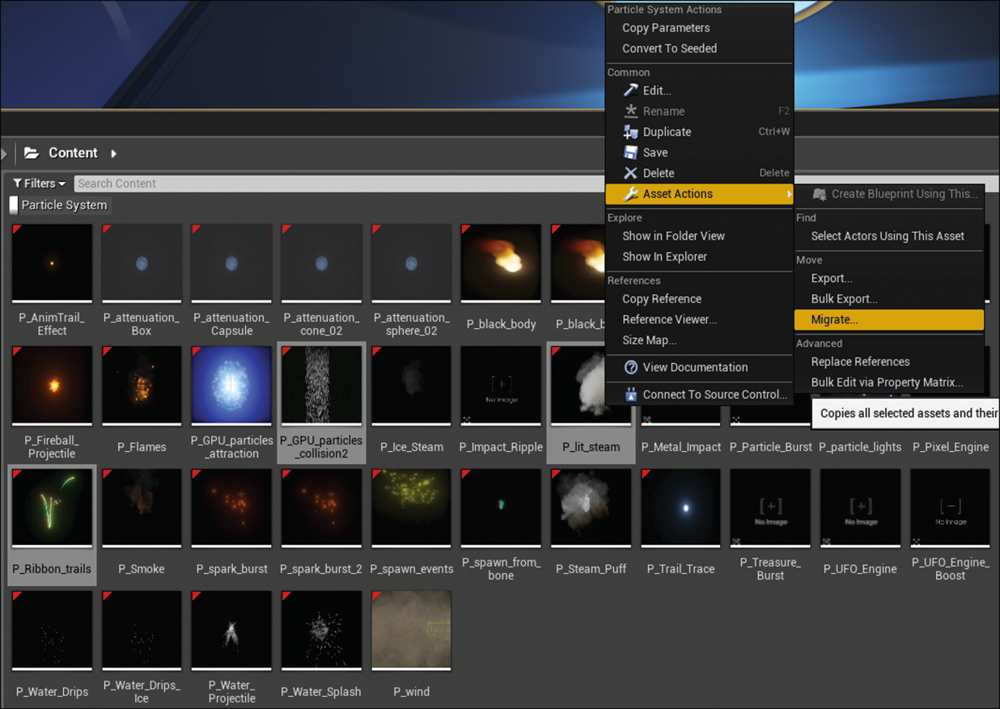 Particle System Actions
Copy Parameters
Convert To Seeded
Common
Edit...
Rename F2
Duplicate Ctrl+W
Save
Delete Delete
Asset Actions
Explore
Show in Folder View
Show In Explorer
References
Copy Reference
Reference Viewer...
Size Map...
View Documentation
Connect To Source Control...
Create Blueprint Using This...
Find
Select Actors Using This Asset
Move
Export...
Bulk Export...
Migrate...
Advanced
Replace References
Bulk Edit via Property Matrix...
Copies all selected assets and their
Content
Filters
Search Content
Particle System
P_AnimTrail_
Effect
P_attenuation_
Box
P_attenuation_
Capsule
P_attenuation_
cone_02
P_attenuation_
sphere_02
P_black_body
P_black_b
No Image
P_Fireball_
Projectile
P_Flames
P_GPU_particles
_attraction
P_GPU_particles
_collision2
P_Ice_Steam
P_Impact_Ripple
P_lit_steam
P_Metal_Impact
P_Particle_Burst
P_particle_lights
P_Pixel_Engine
[+]
No Image
[+]
No Image
[–]
No Image
P_Ribbon_trails
P_Smoke
P_spark_burst
P_spark_burst_2
P_spawn_events
P_spawn_from_
bone
P_Steam_Puff
P_Trail_Trace
P_Treasure_
Burst
P_UFO_Engine
P_UFO_Engine_
Boost
P_Water_Drips
P_Water_Drips_
Ice
P_Water_
Projectile
P_Water_Splash
P_wind